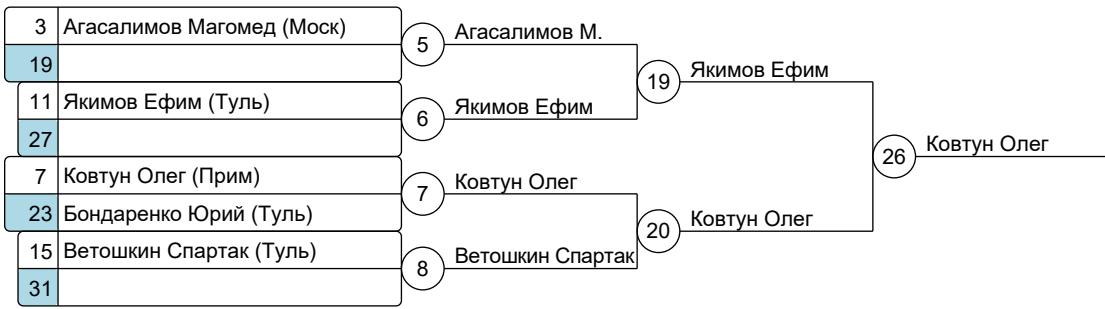 3 Агасалимов Магомед (Моск)
19
11 Якимов Ефим (Туль)
27
7 Ковтун Олег (Прим)
23 Бондаренко Юрий (Туль)
15 Ветошкин Спартак (Туль)
31
5 Агасалимов М.
6 Якимов Ефим
7 Ковтун Олег
8 Ветошкин Спартак
19 Якимов Ефим
20 Ковтун Олег
26 Ковтун Олег